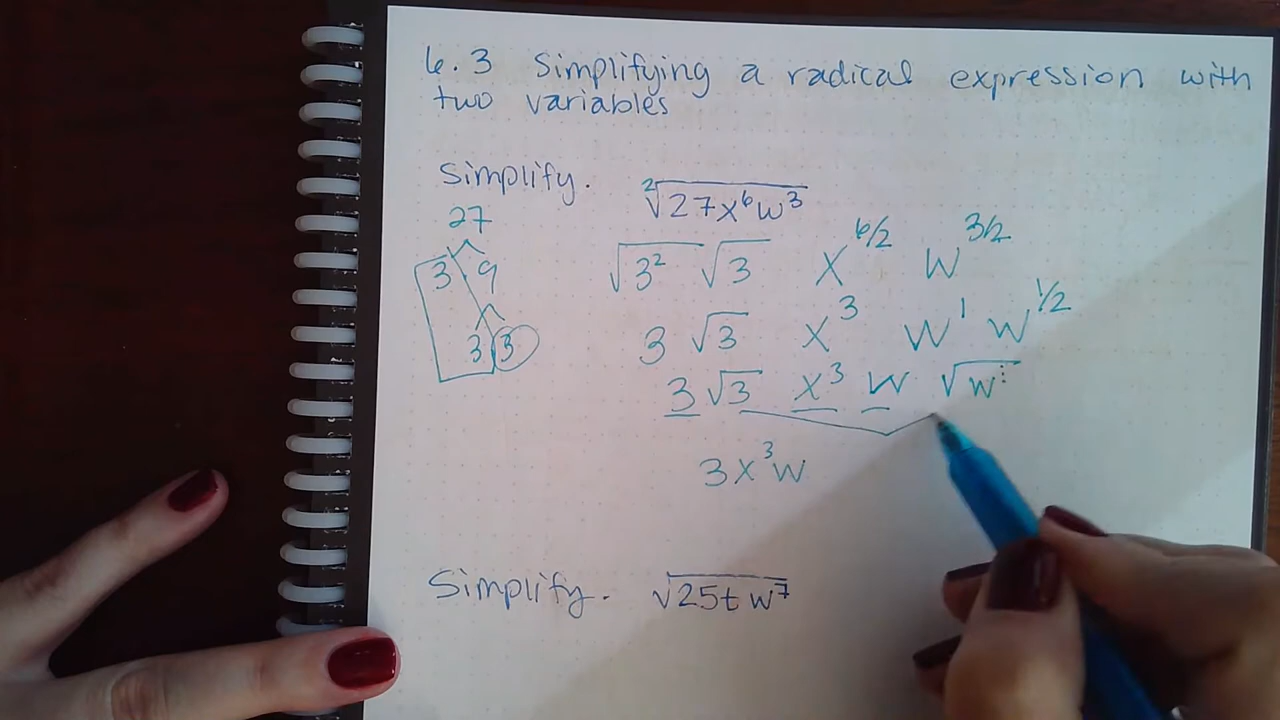 6.3 Simplifying a radical expression with
two variables
Simplify. ²√27x⁶w³
27
3 9
3 3
√3² √3 x^6/2 w^3/2
3 √3 x³ w¹ w^1/2
3 √3 x³ w √w
3x³w
Simplify. √25tw⁷